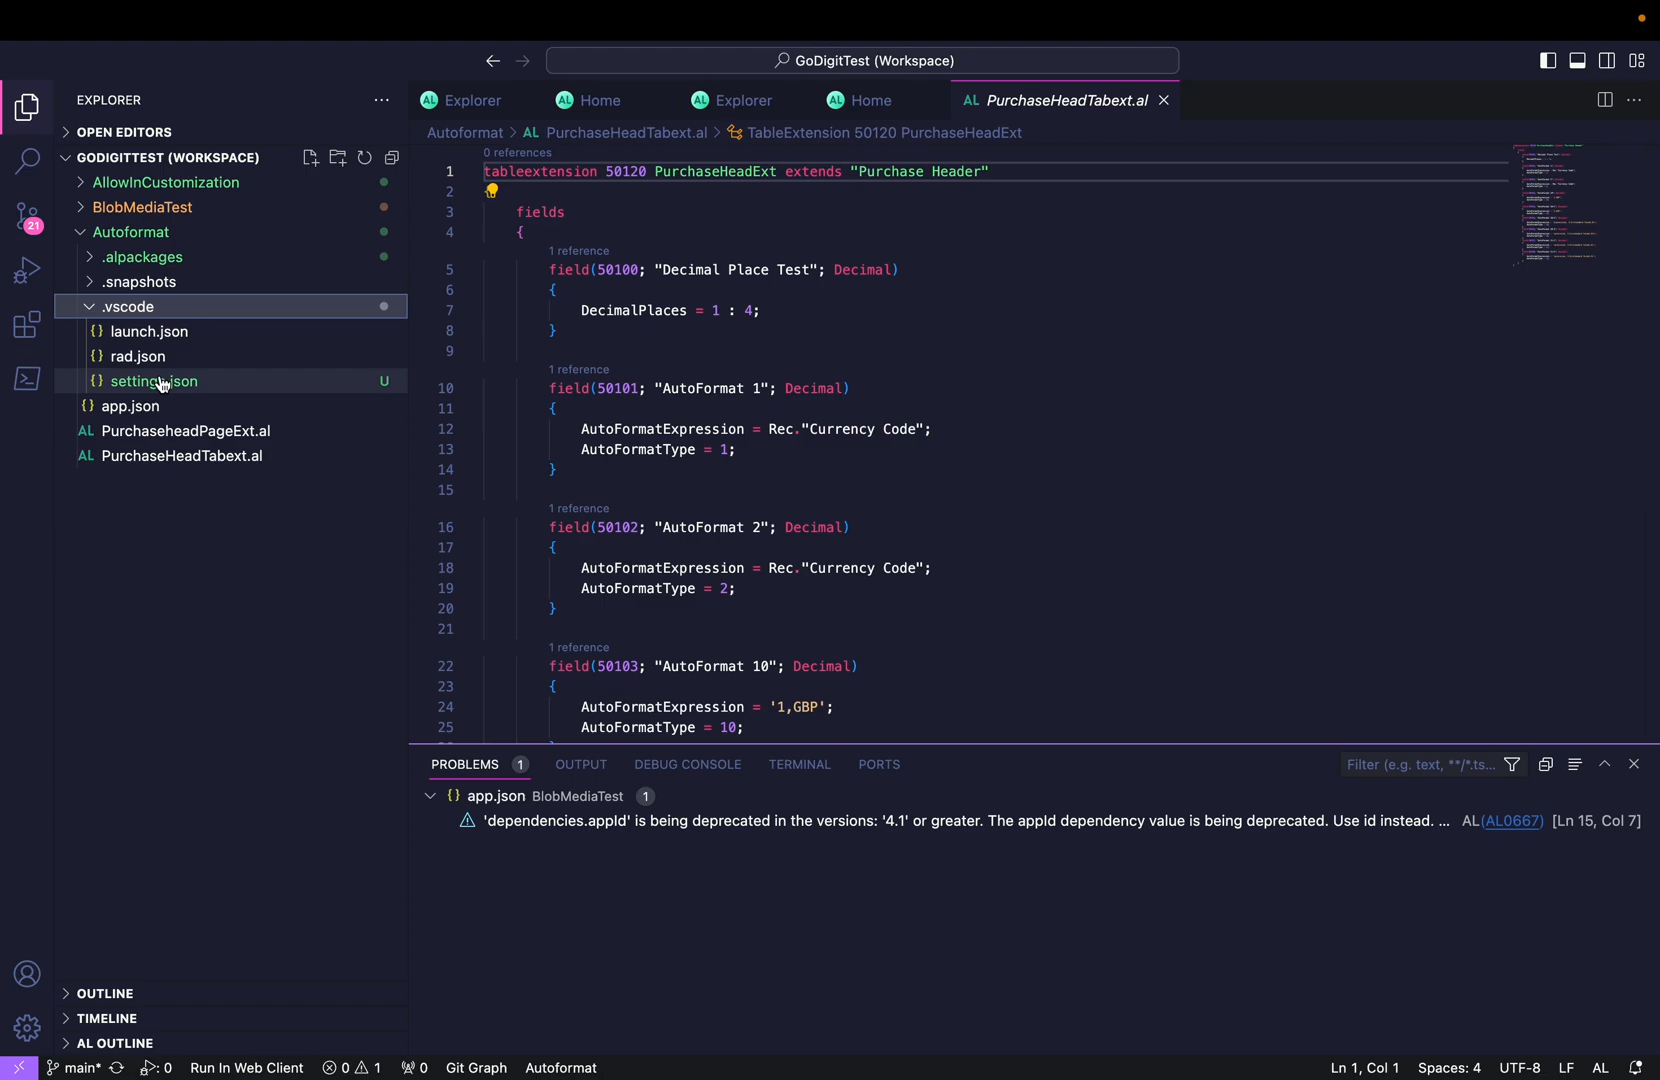 GoDigitTest (Workspace)
EXPLORER
OPEN EDITORS
GODIGITTEST (WORKSPACE)
AllowInCustomization
BlobMediaTest
Autoformat
.alpackages
.snapshots
.vscode
{} launch.json
{} rad.json
{} settings.json U
{} app.json
AL PurchaseheadPageExt.al
AL PurchaseHeadTabext.al
21
OUTLINE
TIMELINE
AL OUTLINE
AL Explorer AL Home AL Explorer AL Home AL PurchaseHeadTabext.al
Autoformat > AL PurchaseHeadTabext.al > TableExtension 50120 PurchaseHeadExt
0 references
1 tableextension 50120 PurchaseHeadExt extends "Purchase Header"
2
3 fields
4 {
1 reference
5 field(50100; "Decimal Place Test"; Decimal)
6 {
7 DecimalPlaces = 1 : 4;
8 }
9
1 reference
10 field(50101; "AutoFormat 1"; Decimal)
11 {
12 AutoFormatExpression = Rec."Currency Code";
13 AutoFormatType = 1;
14 }
15
1 reference
16 field(50102; "AutoFormat 2"; Decimal)
17 {
18 AutoFormatExpression = Rec."Currency Code";
19 AutoFormatType = 2;
20 }
21
1 reference
22 field(50103; "AutoFormat 10"; Decimal)
23 {
24 AutoFormatExpression = '1,GBP';
25 AutoFormatType = 10;
PROBLEMS 1 OUTPUT DEBUG CONSOLE TERMINAL PORTS Filter (e.g. text, **/*.ts...
{} app.json BlobMediaTest 1
'dependencies.appId' is being deprecated in the versions: '4.1' or greater. The appId dependency value is being deprecated. Use id instead. ... AL(AL0667) [Ln 15, Col 7]
main* : 0 Run In Web Client 0 1 0 Git Graph Autoformat Ln 1, Col 1 Spaces: 4 UTF-8 LF AL